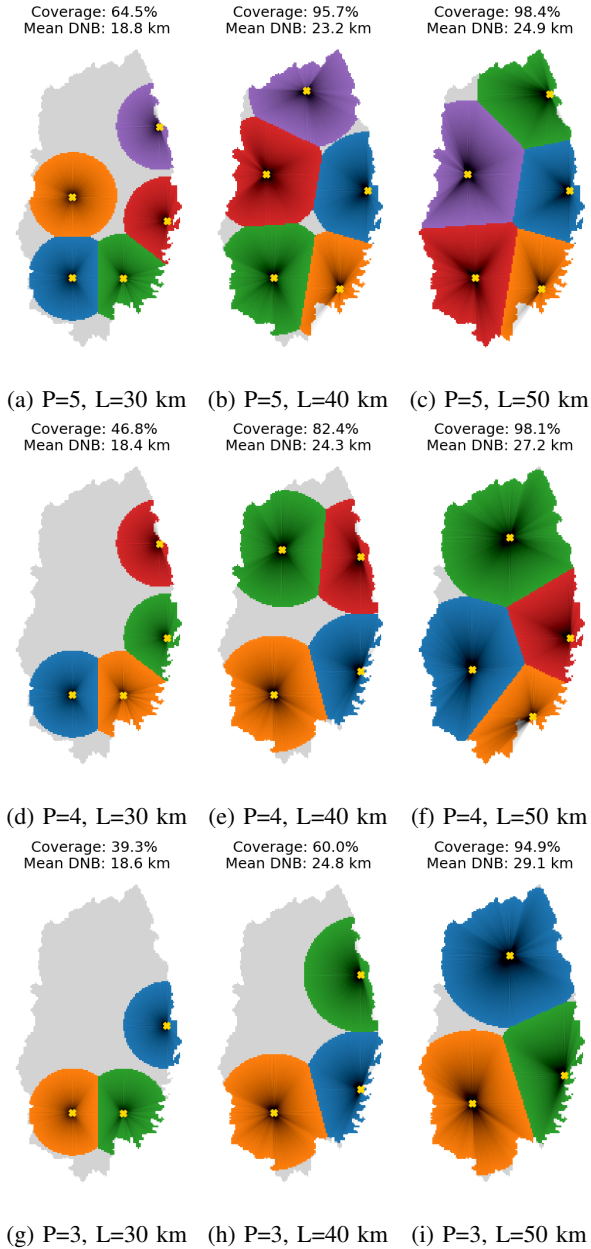 Coverage: 64.5%
Mean DNB: 18.8 km
Coverage: 95.7%
Mean DNB: 23.2 km
Coverage: 98.4%
Mean DNB: 24.9 km
(a) P=5, L=30 km
(b) P=5, L=40 km
(c) P=5, L=50 km
Coverage: 46.8%
Mean DNB: 18.4 km
Coverage: 82.4%
Mean DNB: 24.3 km
Coverage: 98.1%
Mean DNB: 27.2 km
(d) P=4, L=30 km
(e) P=4, L=40 km
(f) P=4, L=50 km
Coverage: 39.3%
Mean DNB: 18.6 km
Coverage: 60.0%
Mean DNB: 24.8 km
Coverage: 94.9%
Mean DNB: 29.1 km
(g) P=3, L=30 km
(h) P=3, L=40 km
(i) P=3, L=50 km